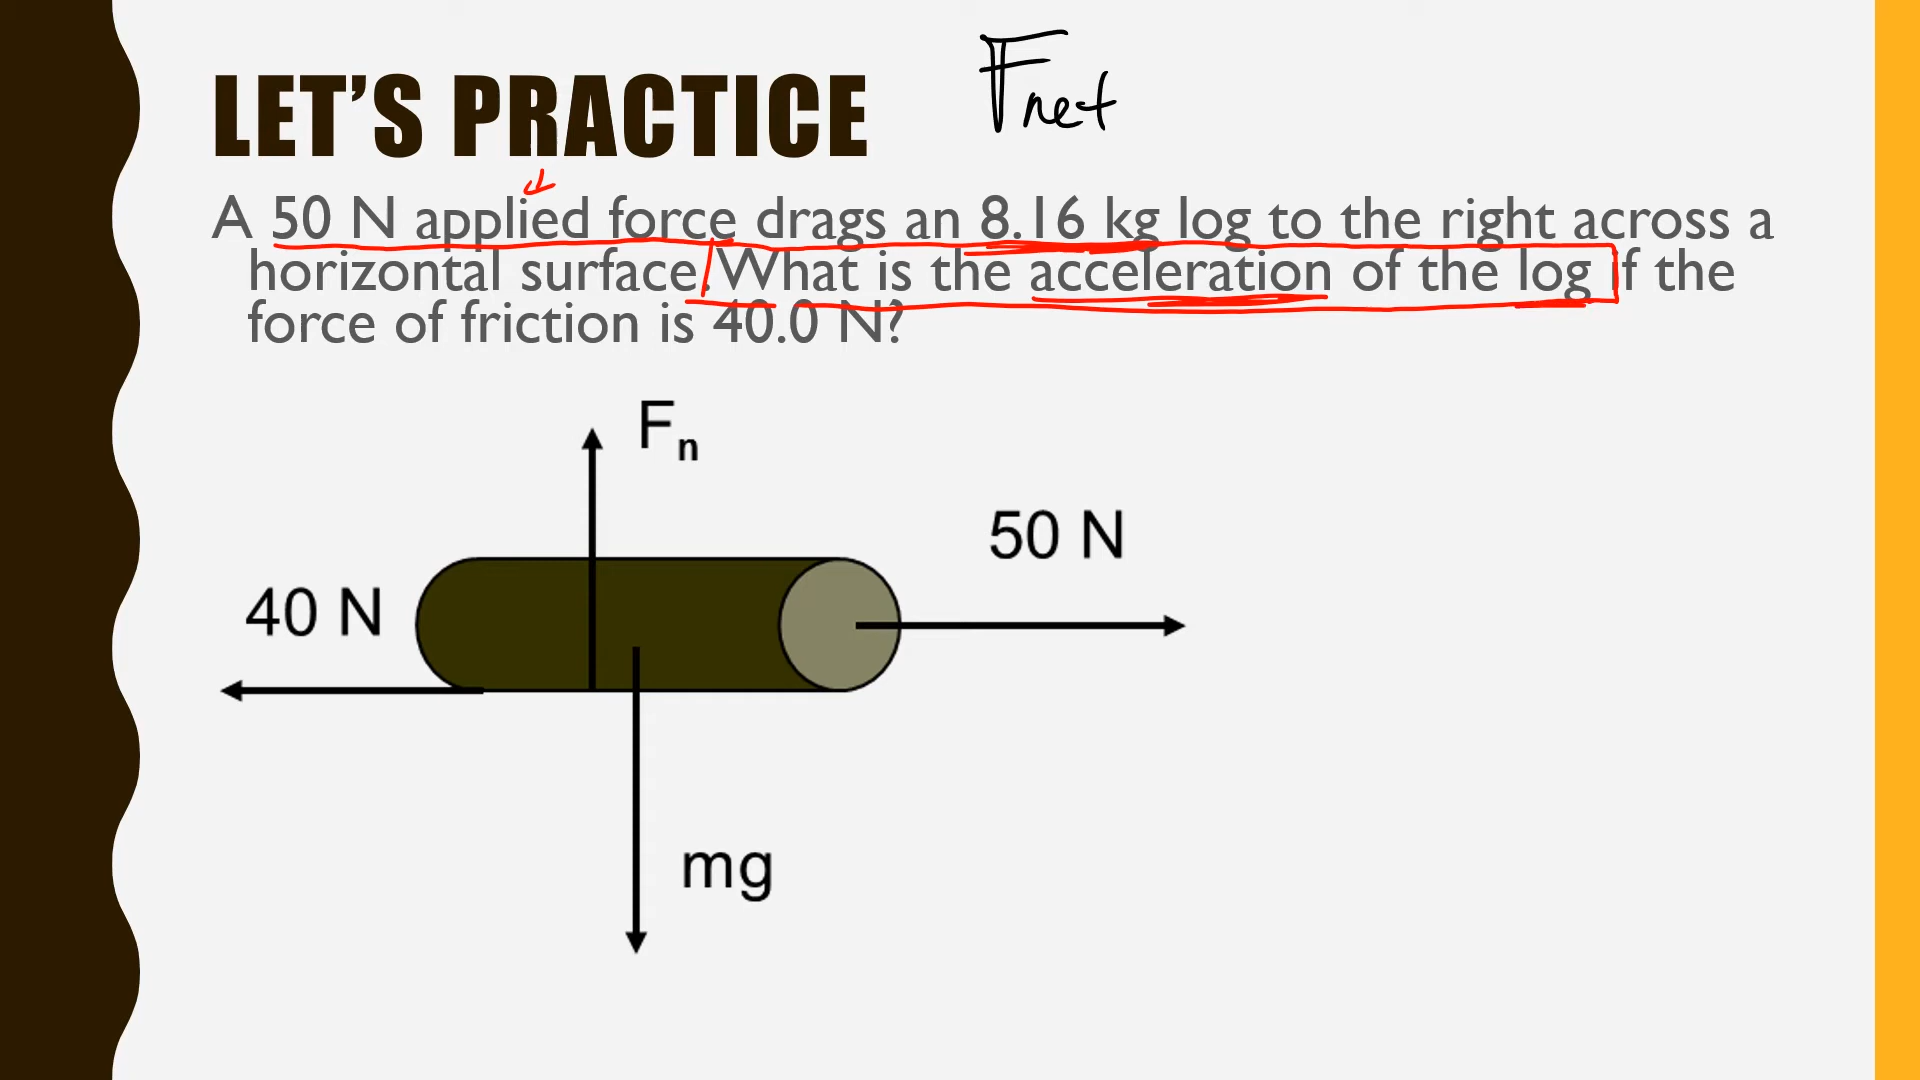 LET'S PRACTICE
Fnet
A 50 N applied force drags an 8.16 kg log to the right across a
horizontal surface. What is the acceleration of the log if the
force of friction is 40.0 N?
Fn
50 N
40 N
mg